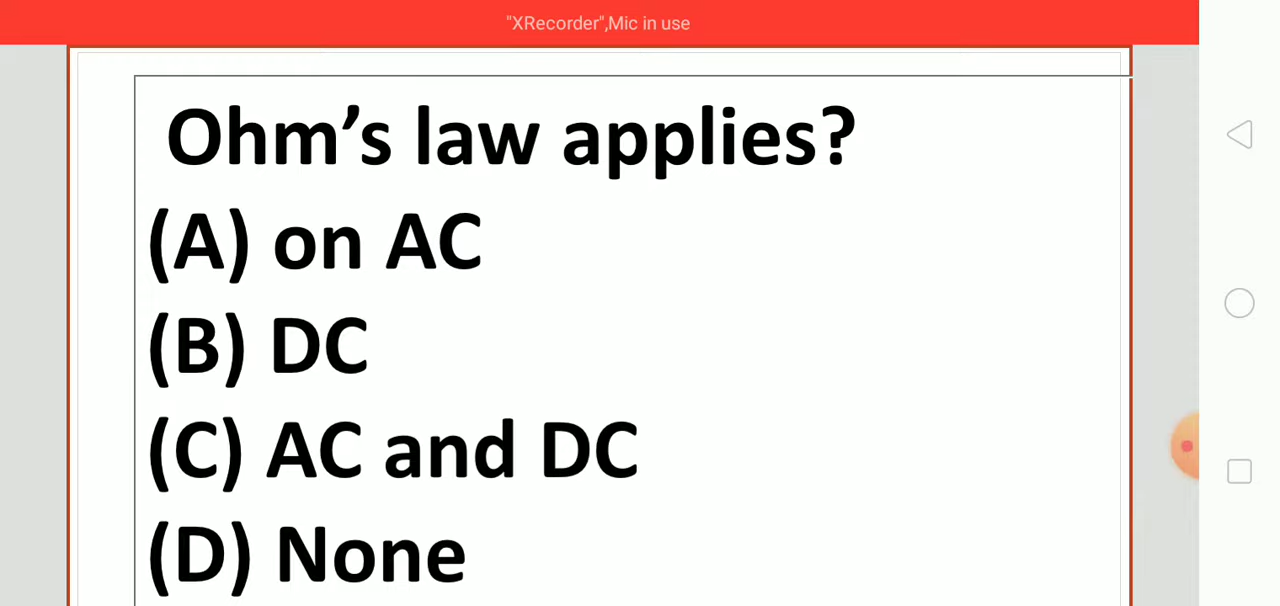 "XRecorder",Mic in use
Ohm’s law applies?
(A) on AC
(B) DC
(C) AC and DC
(D) None